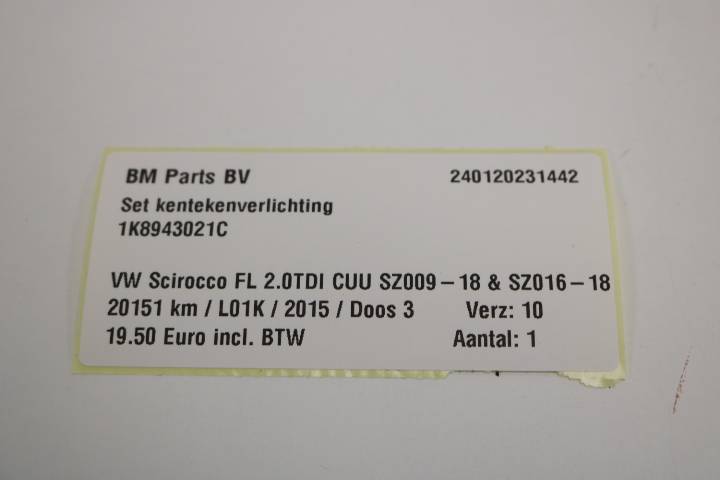 BM Parts BV 240120231442
Set kentekenverlichting
1K8943021C
VW Scirocco FL 2.0TDI CUU SZ009-18 & SZ016-18
20151 km / L01K / 2015 / Doos 3 Verz: 10
19.50 Euro incl. BTW Aantal: 1